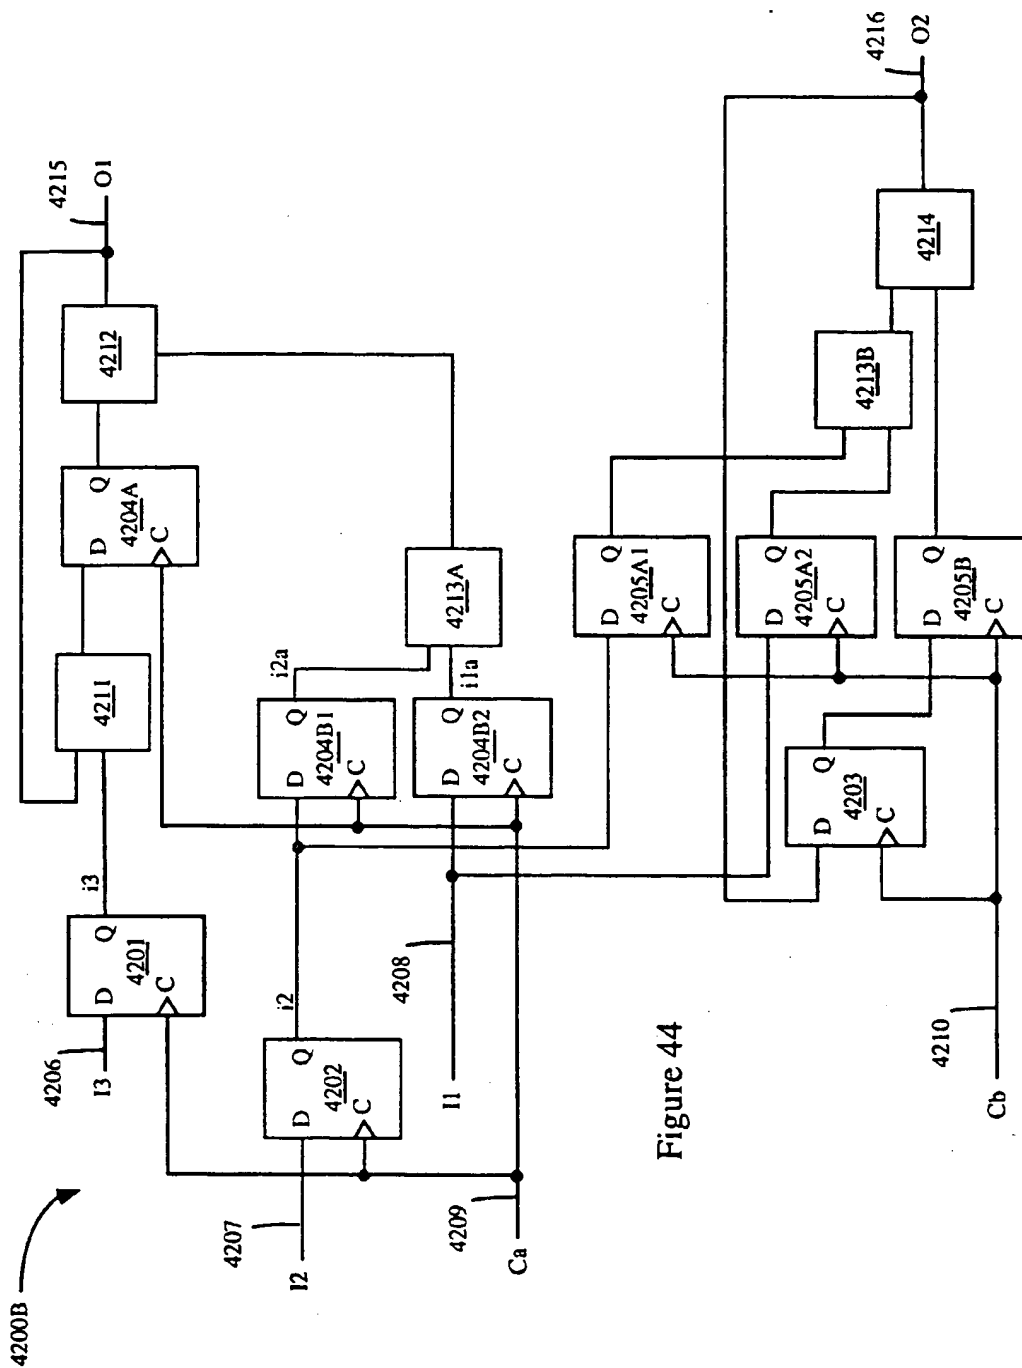 4200B
4206
I3
D
Q
4201
C
i3
4211
D
Q
4204A
C
4212
4215
O1
4207
I2
D
Q
4202
C
i2
D
Q
4204B1
C
i2a
4213A
4208
I1
D
Q
4204B2
C
i1a
4209
Ca
D
Q
4205A1
C
D
Q
4205A2
C
4213B
D
Q
4203
C
D
Q
4205B
C
4214
4216
O2
4210
Cb
Figure 44